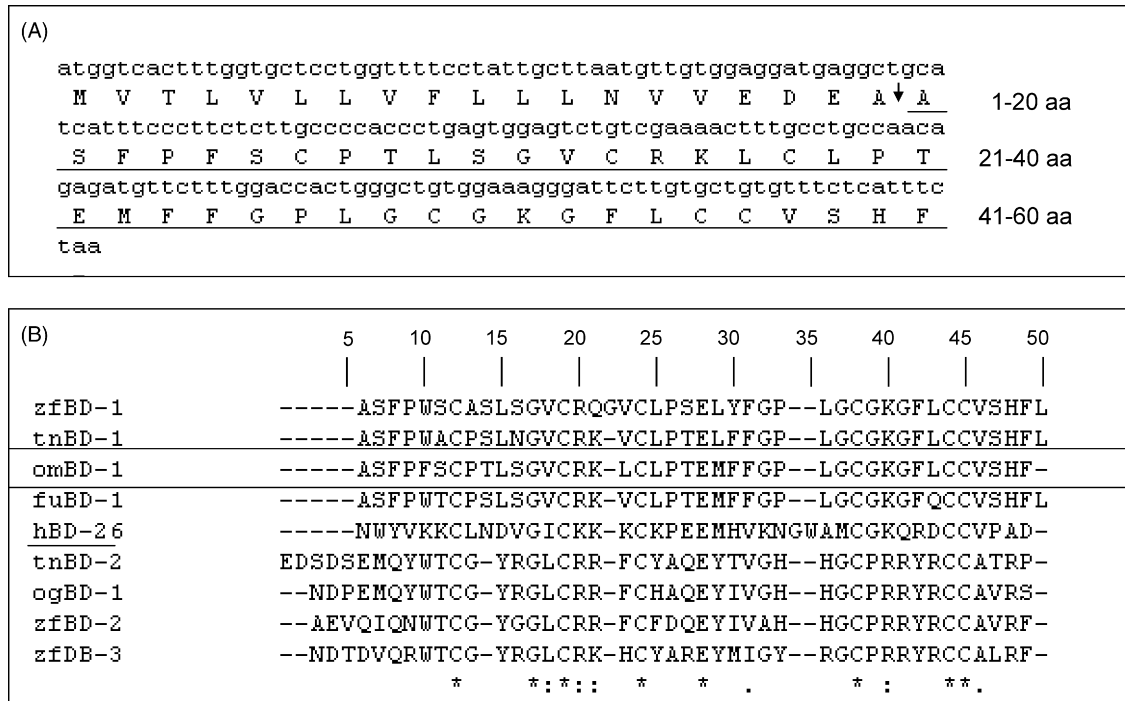 (A)
atggtcactttggtgctcctggttttcctattgcttaatgttgtggaggatgaggctgca
M V T L V L L V F L L L N V V E D E A A 1-20 aa
tcatttcccttctcttgccccaccctgagtggagtctgtcgaaaactttgcctgccaaca
S F P F S C P T L S G V C R K L C L P T 21-40 aa
gagatgttctttggaccactgggctgtggaaagggattcttgtgctgtgtttctcatttc
E M F F G P L G C G K G F L C C V S H F 41-60 aa
taa
-
(B)
5 10 15 20 25 30 35 40 45 50
zfBD-1 -----ASFPWSCASLSGVCRQGVCLPSELYFGP--LGCGKGFLCCVSHFL
tnBD-1 -----ASFPWACPSLNGVCRK-VCLPTELFFGP--LGCGKGFLCCVSHFL
omBD-1 -----ASFPFSCPTLSGVCRK-LCLPTEMFFGP--LGCGKGFLCCVSHF-
fuBD-1 -----ASFPWTCPSLSGVCRK-VCLPTEMFFGP--LGCGKGFQCCVSHFL
hBD-26 -----NWYVKKCLNDVGICKK-KCKPEEMHVKNGWAMCGKQRDCCVPAD-
tnBD-2 EDSDSEMQYWTCG-YRGLCRR-FCYAQEYTVGH--HGCPRRYRCCATRP-
ogBD-1 --NDPEMQYWTCG-YRGLCRR-FCHAQEYIVGH--HGCPRRYRCCAVRS-
zfBD-2 --AEVQIQNWTCG-YGGLCRR-FCFDQEYIVAH--HGCPRRYRCCAVRF-
zfDB-3 --NDTDVQRWTCG-YRGLCRK-HCYAREYMIGY--RGCPRRYRCCALRF-
* *:*:: * * . * : **.